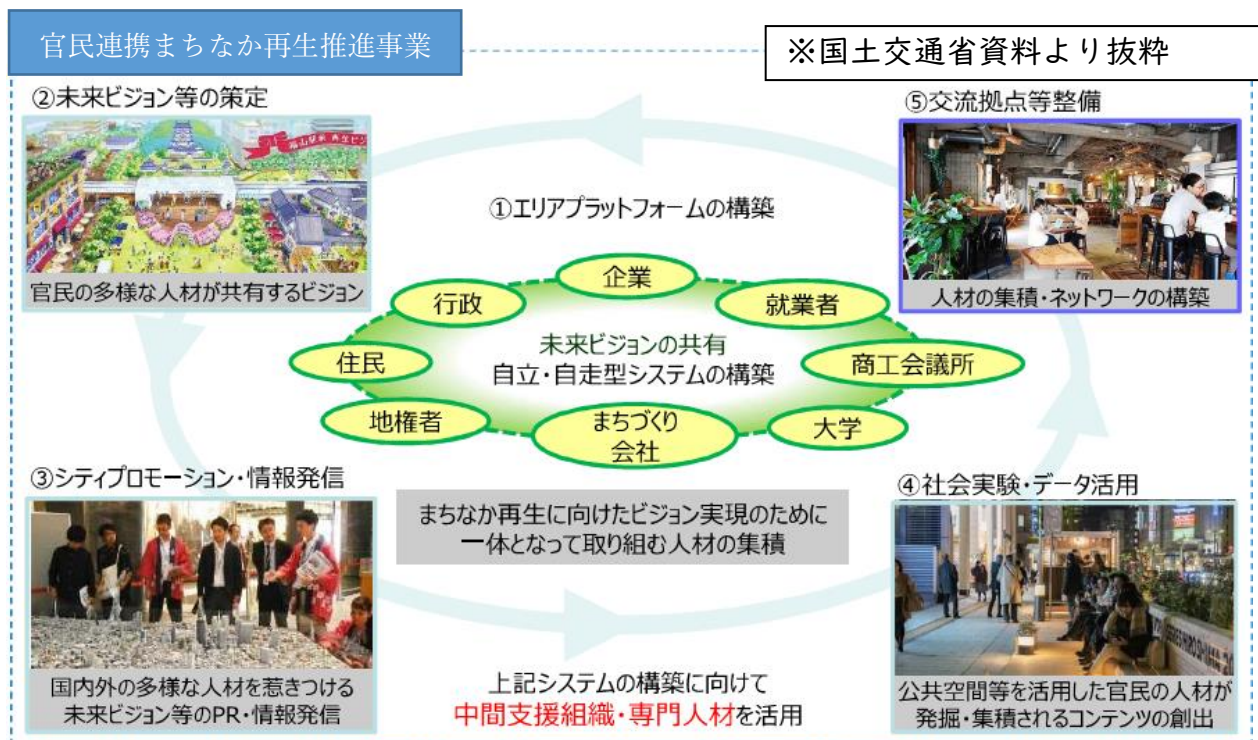 官民連携まちなか再生推進事業
※国土交通省資料より抜粋
②未来ビジョン等の策定
官民の多様な人材が共有するビジョン
⑤交流拠点等整備
人材の集積・ネットワークの構築
①エリアプラットフォームの構築
企業
行政
就業者
住民
商工会議所
地権者
まちづくり
会社
大学
未来ビジョンの共有
自立・自走型システムの構築
③シティプロモーション・情報発信
国内外の多様な人材を惹きつける
未来ビジョン等のPR・情報発信
まちなか再生に向けたビジョン実現のために
一体となって取り組む人材の集積
④社会実験・データ活用
公共空間等を活用した官民の人材が
発掘・集積されるコンテンツの創出
上記システムの構築に向けて
中間支援組織・専門人材を活用